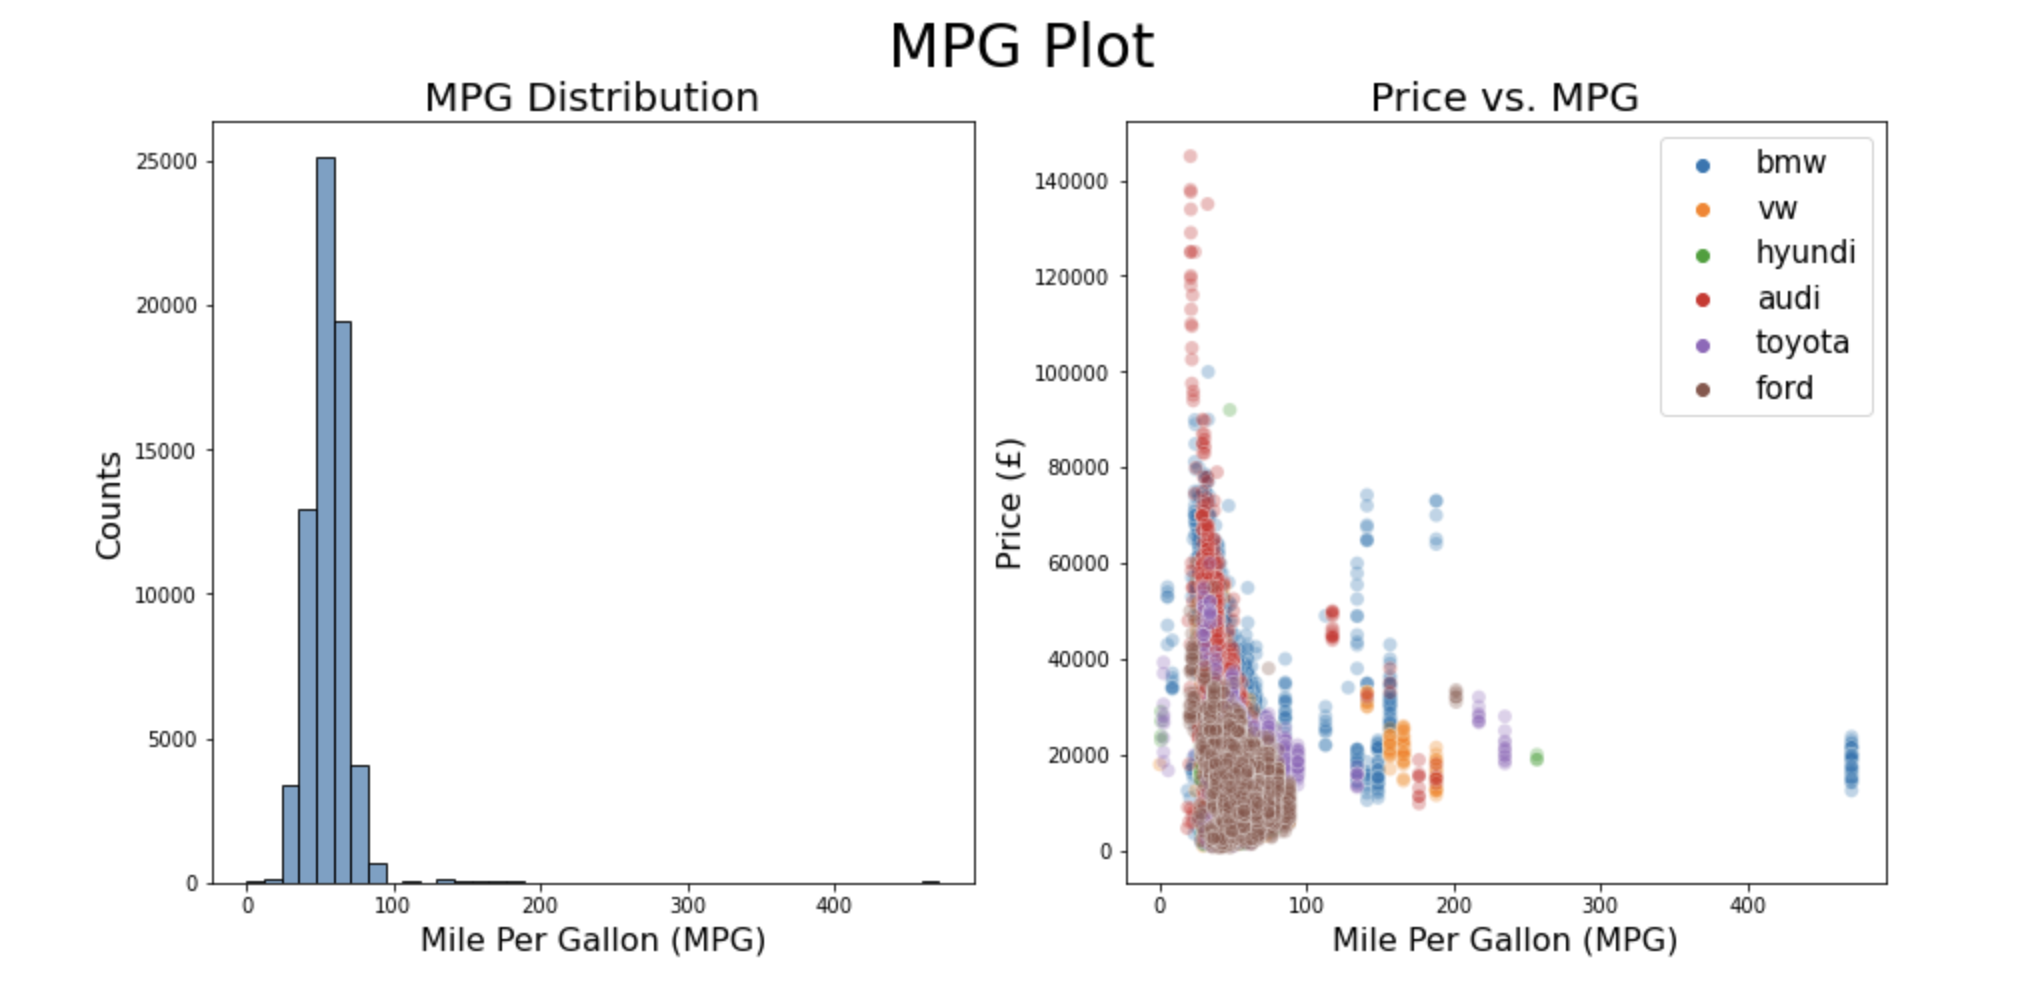 MPG Plot
MPG Distribution
25000
20000
15000
10000
5000
0
Counts
0 100 200 300 400
Mile Per Gallon (MPG)
Price vs. MPG
140000
120000
100000
80000
60000
40000
20000
0
Price (£)
bmw
vw
hyundi
audi
toyota
ford
0 100 200 300 400
Mile Per Gallon (MPG)